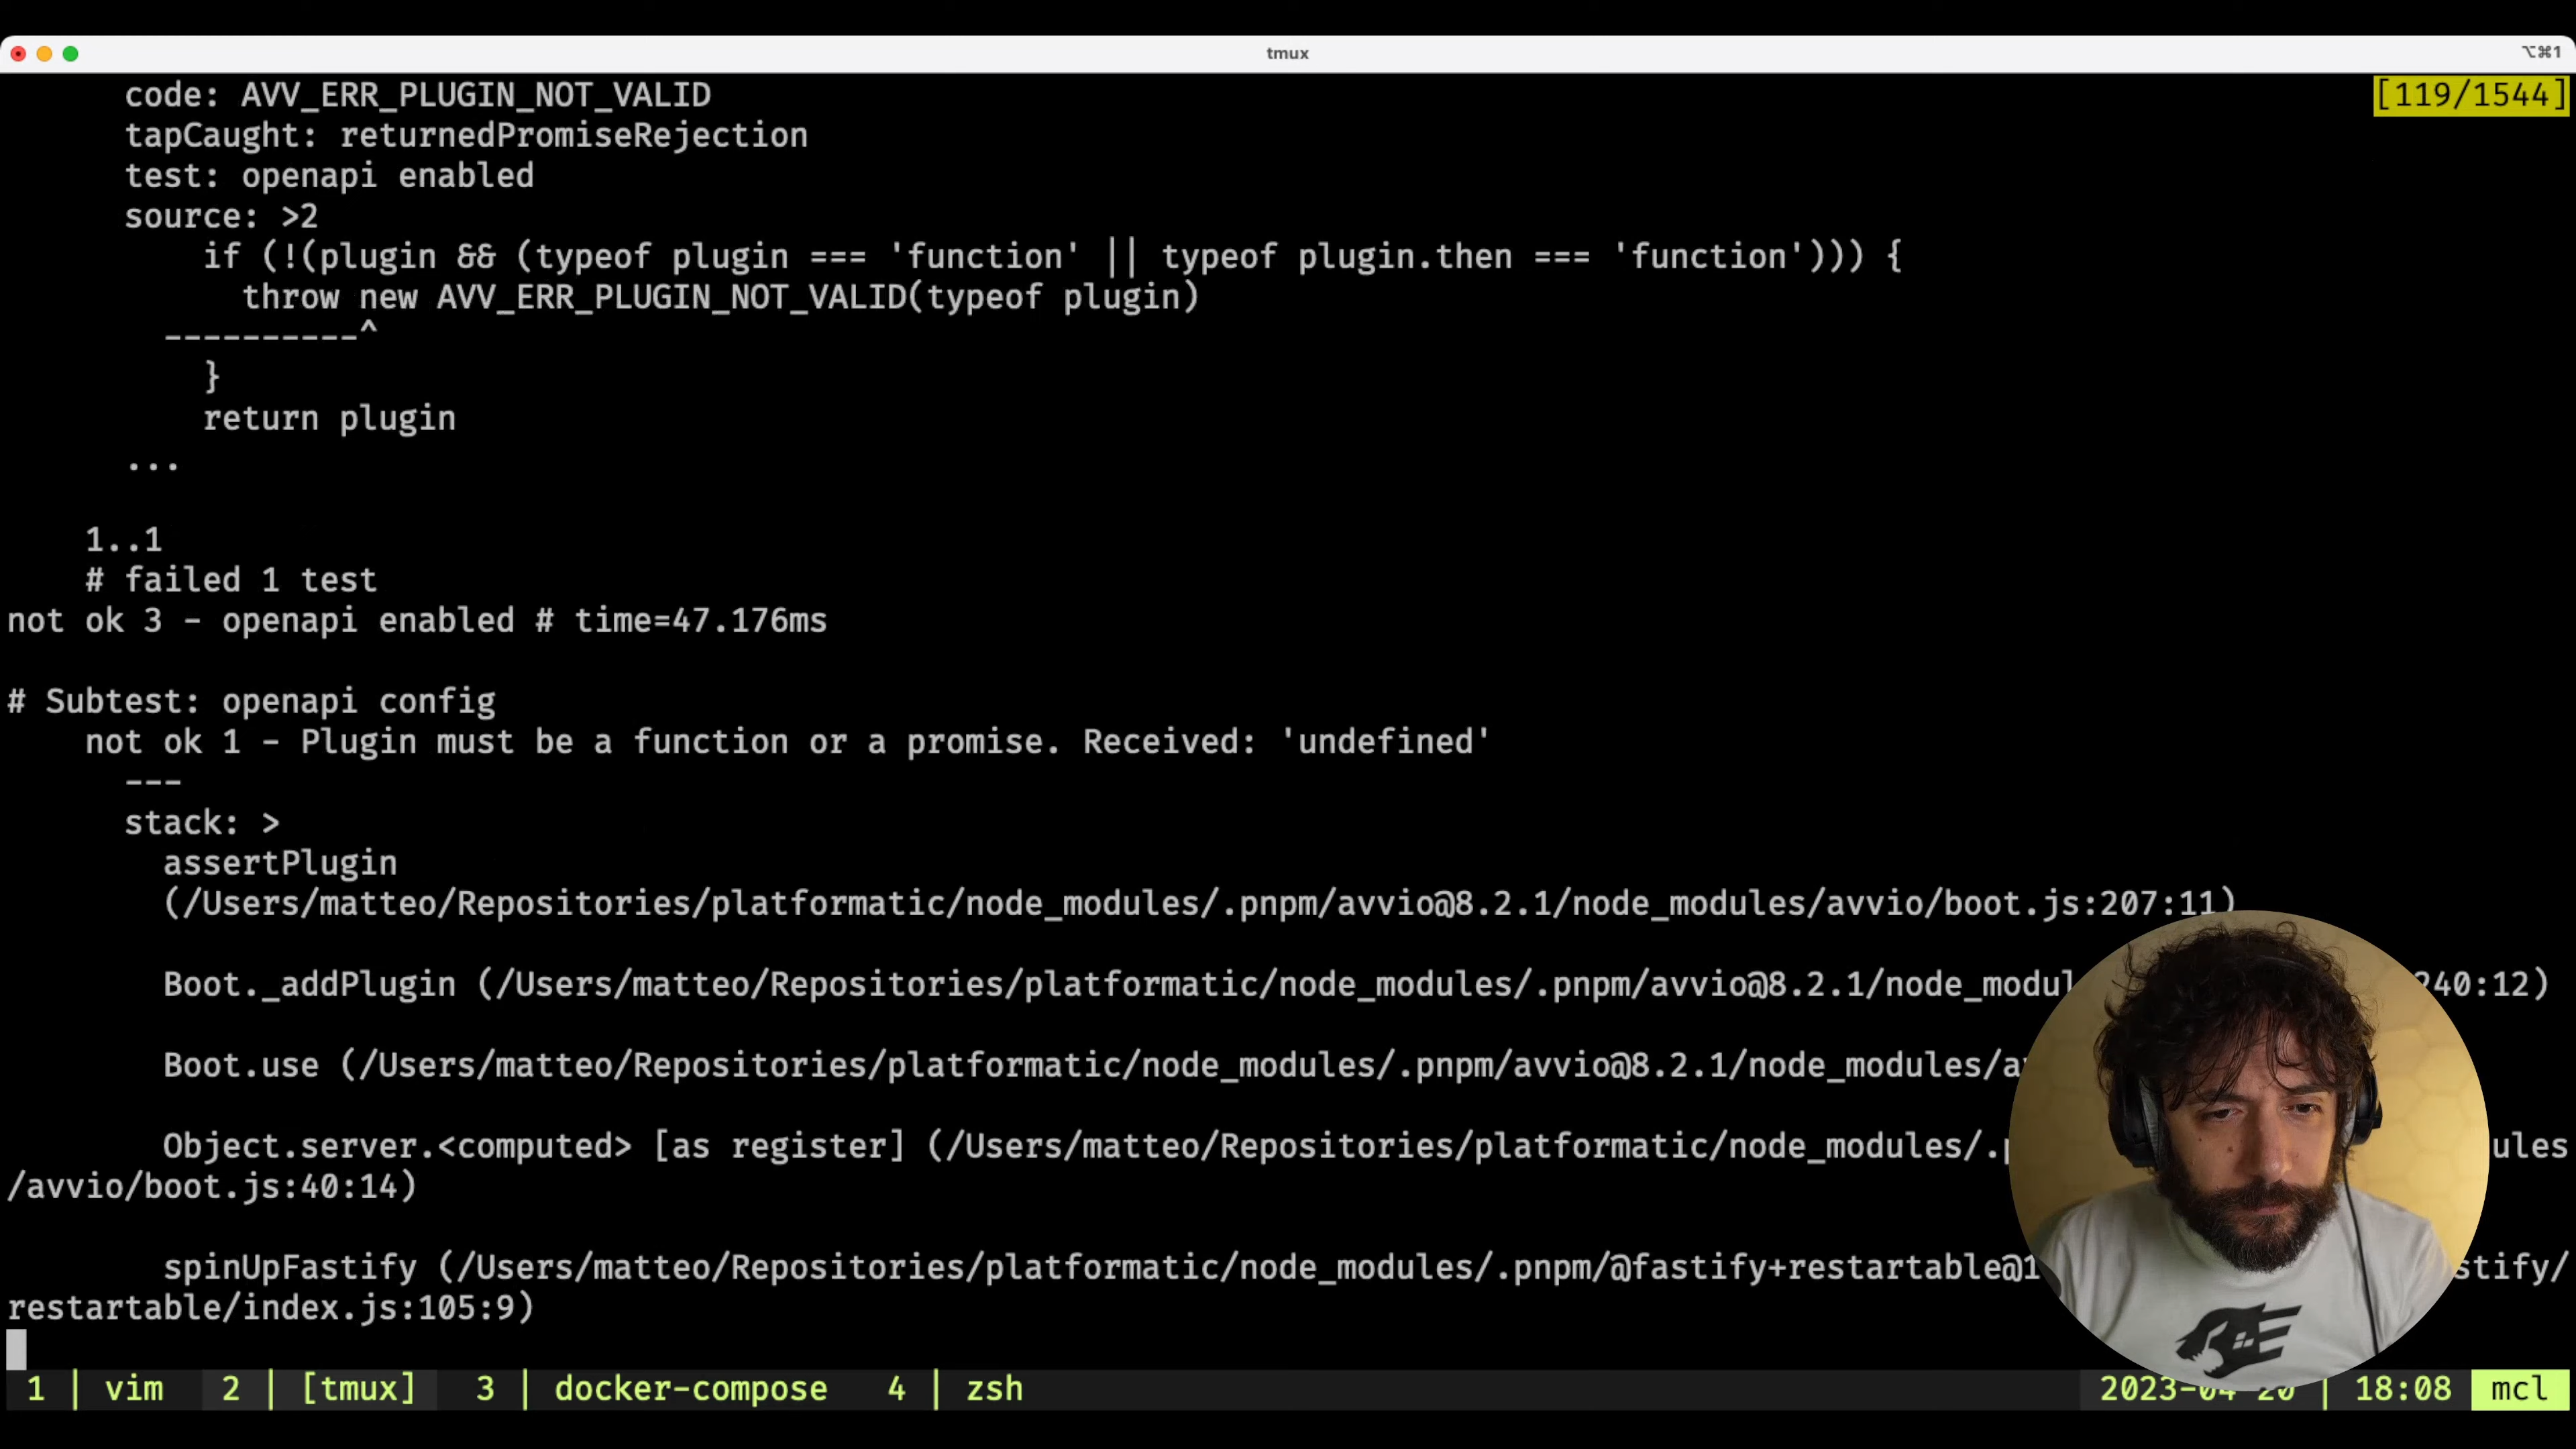 tmux
⌥⌘1
code: AVV_ERR_PLUGIN_NOT_VALID
[119/1544]
tapCaught: returnedPromiseRejection
test: openapi enabled
source: >2
if (!(plugin && (typeof plugin === 'function' || typeof plugin.then === 'function'))) {
throw new AVV_ERR_PLUGIN_NOT_VALID(typeof plugin)
----------^
}
return plugin
...
1..1
# failed 1 test
not ok 3 - openapi enabled # time=47.176ms
# Subtest: openapi config
not ok 1 - Plugin must be a function or a promise. Received: 'undefined'
---
stack: >
assertPlugin
(/Users/matteo/Repositories/platformatic/node_modules/.pnpm/avvio@8.2.1/node_modules/avvio/boot.js:207:11)
Boot._addPlugin (/Users/matteo/Repositories/platformatic/node_modules/.pnpm/avvio@8.2.1/node_modul 240:12)
Boot.use (/Users/matteo/Repositories/platformatic/node_modules/.pnpm/avvio@8.2.1/node_modules/a
Object.server.<computed> [as register] (/Users/matteo/Repositories/platformatic/node_modules/. ules
/avvio/boot.js:40:14)
spinUpFastify (/Users/matteo/Repositories/platformatic/node_modules/.pnpm/@fastify+restartable@1 stify/
restartable/index.js:105:9)
1 | vim 2 | [tmux] 3 | docker-compose 4 | zsh 2023-04-20 | 18:08 mcl